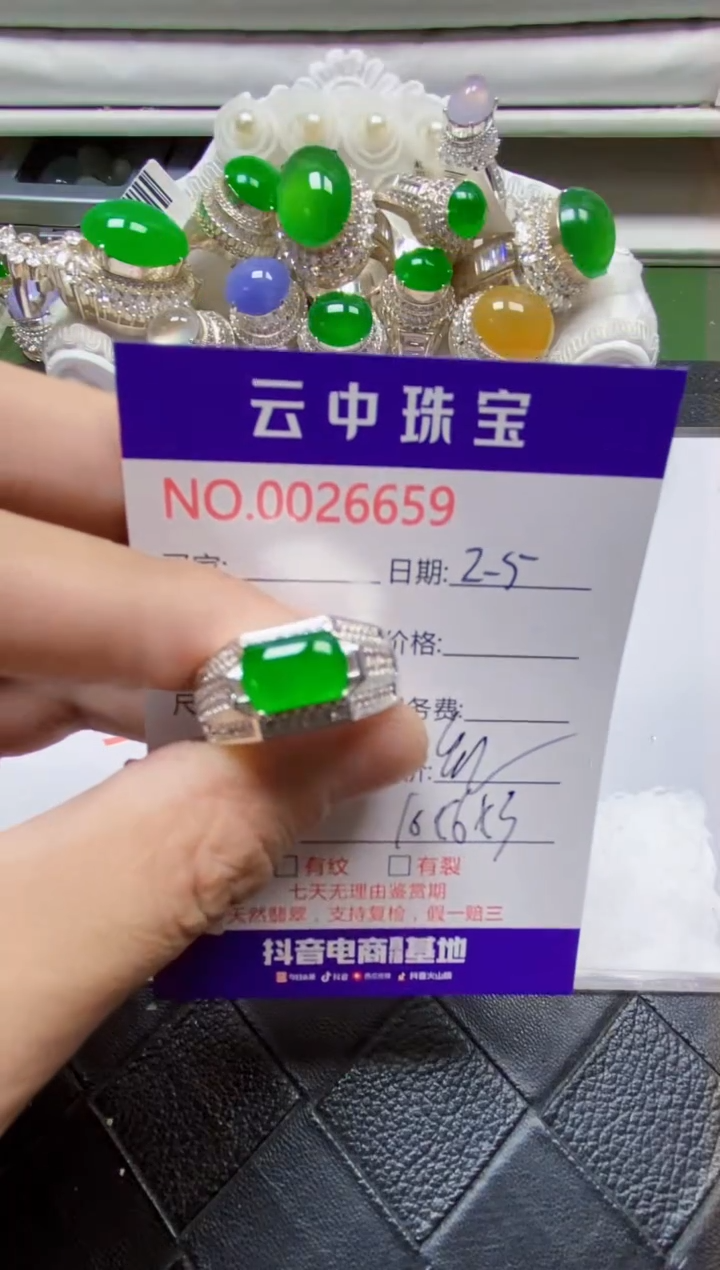 云中珠宝
NO.0026659
日期: 2-5
价格:
务费:
□有纹 □有裂
七天无理由鉴赏期
天然翡翠，支持复检，假一赔三
抖音电商 基地